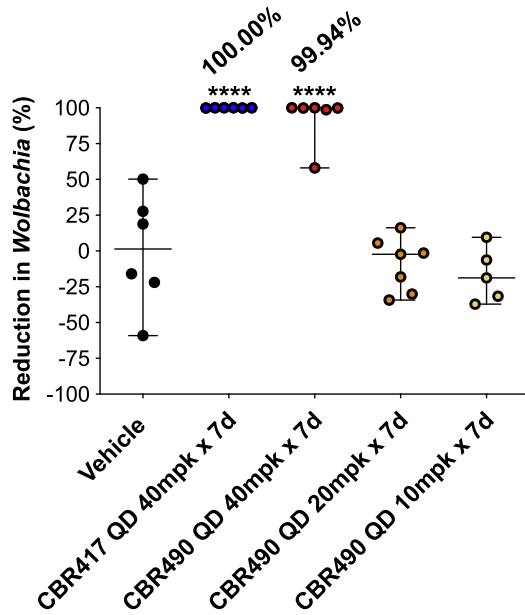 100.00%
99.94%
****
****
Reduction in Wolbachia (%)
100
75
50
25
0
-25
-50
-75
-100
Vehicle
CBR417 QD 40mpk x 7d
CBR490 QD 40mpk x 7d
CBR490 QD 20mpk x 7d
CBR490 QD 10mpk x 7d